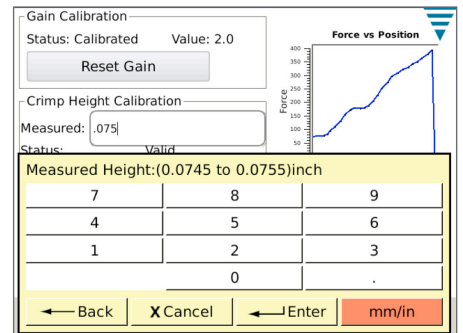 Gain Calibration
Status: Calibrated Value: 2.0
Reset Gain
Crimp Height Calibration
Measured: .075
Status: Valid
Force vs Position
Force
400
350
300
250
200
150
100
50
Measured Height:(0.0745 to 0.0755)inch
7 8 9
4 5 6
1 2 3
0 .
Back X Cancel Enter mm/in